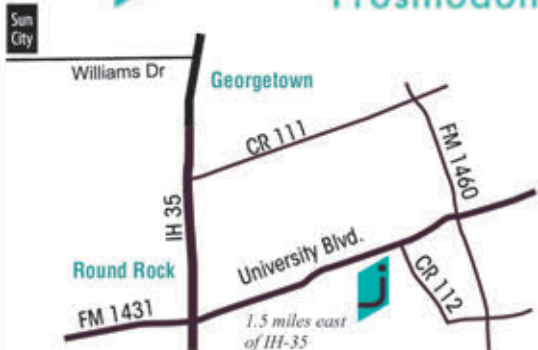 Sun
City
Williams Dr
Georgetown
CR 111
FM 1460
IH 35
University Blvd.
Round Rock
CR 112
FM 1431
1.5 miles east
of IH-35
j